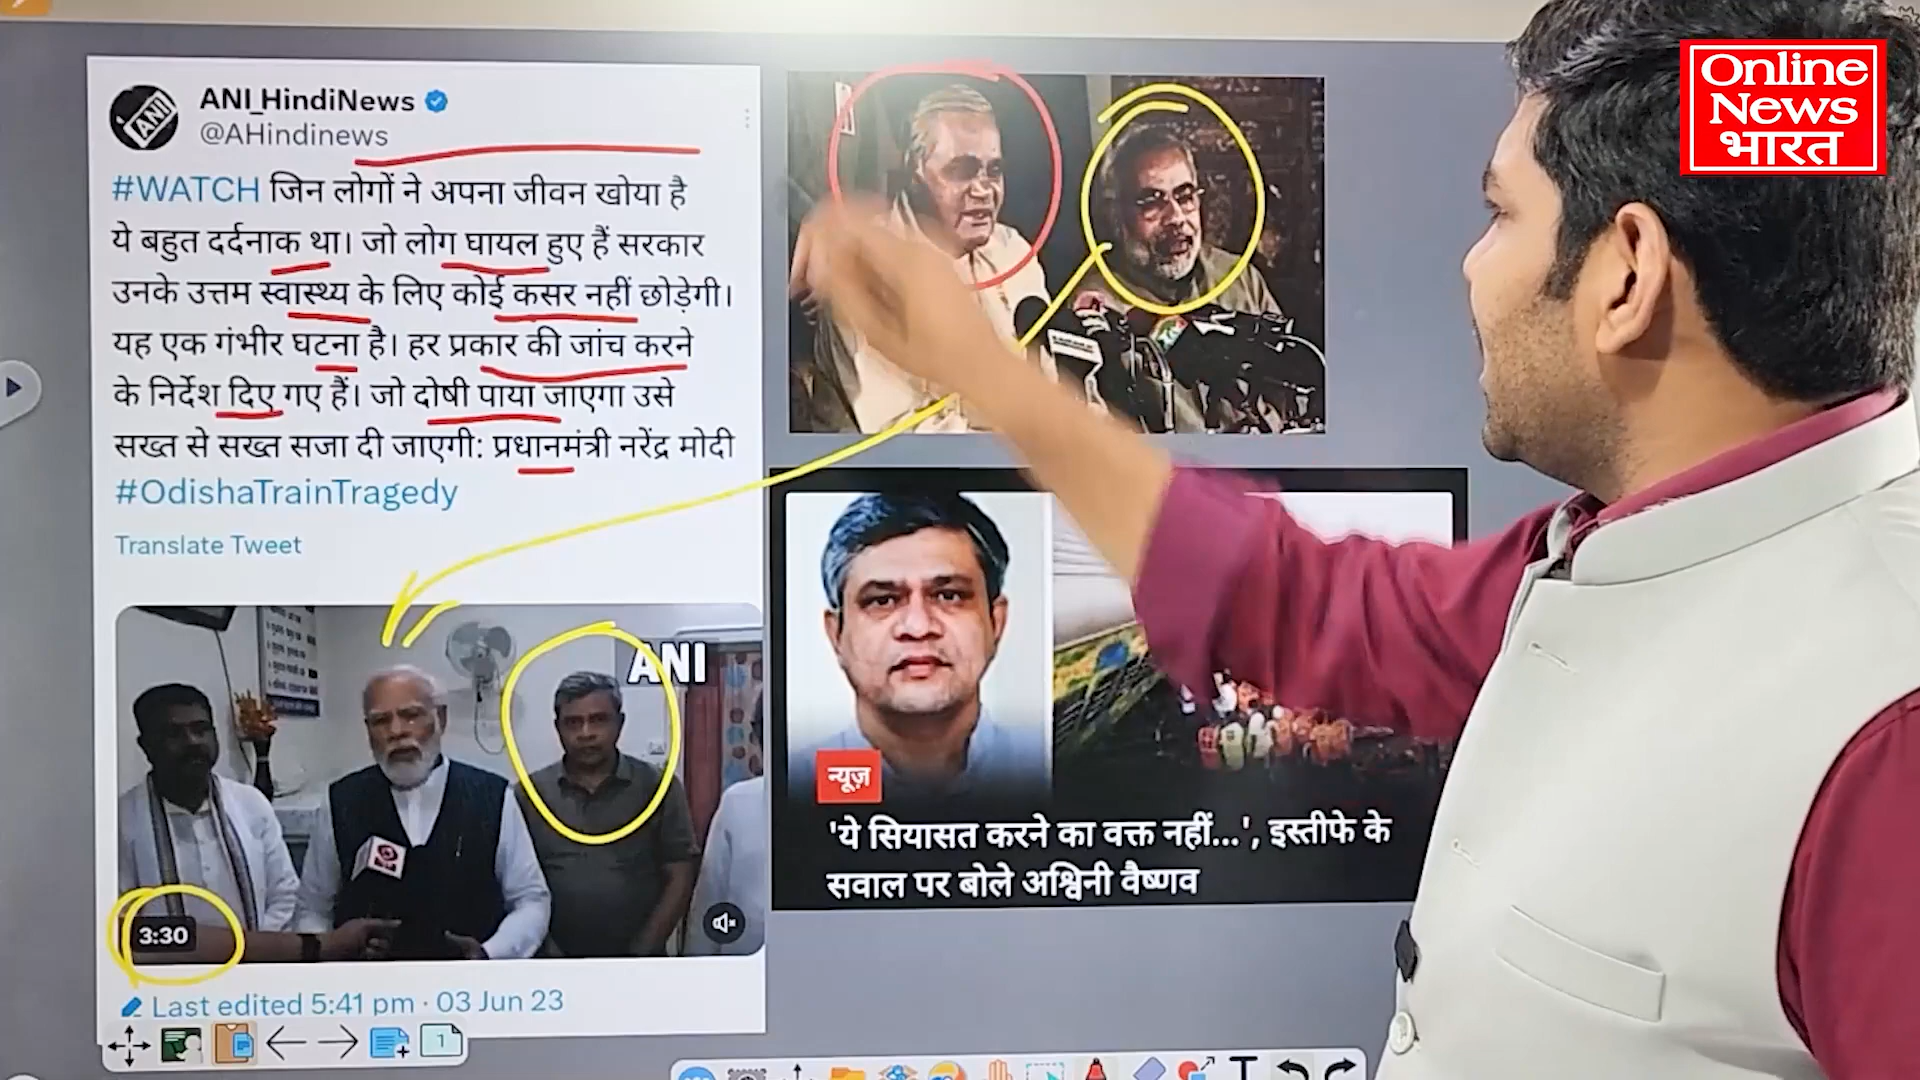 Online
News
भारत
ANI
ANI_HindiNews
@AHindinews
#WATCH जिन लोगों ने अपना जीवन खोया है
ये बहुत दर्दनाक था। जो लोग घायल हुए हैं सरकार
उनके उत्तम स्वास्थ्य के लिए कोई कसर नहीं छोड़ेगी।
यह एक गंभीर घटना है। हर प्रकार की जांच करने
के निर्देश दिए गए हैं। जो दोषी पाया जाएगा उसे
सख्त से सख्त सजा दी जाएगी: प्रधानमंत्री नरेंद्र मोदी
#OdishaTrainTragedy
Translate Tweet
ANI
3:30
Last edited 5:41 pm · 03 Jun 23
न्यूज़
'ये सियासत करने का वक्त नहीं...', इस्तीफे के
सवाल पर बोले अश्विनी वैष्णव
1
T